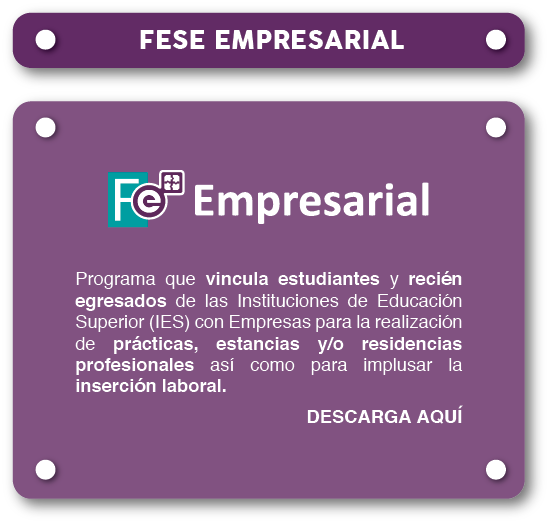 FESE EMPRESARIAL
Fe Empresarial
Programa que vincula estudiantes y recién
egresados de las Instituciones de Educación
Superior (IES) con Empresas para la realización
de prácticas, estancias y/o residencias
profesionales así como para implusar la
inserción laboral.
DESCARGA AQUÍ